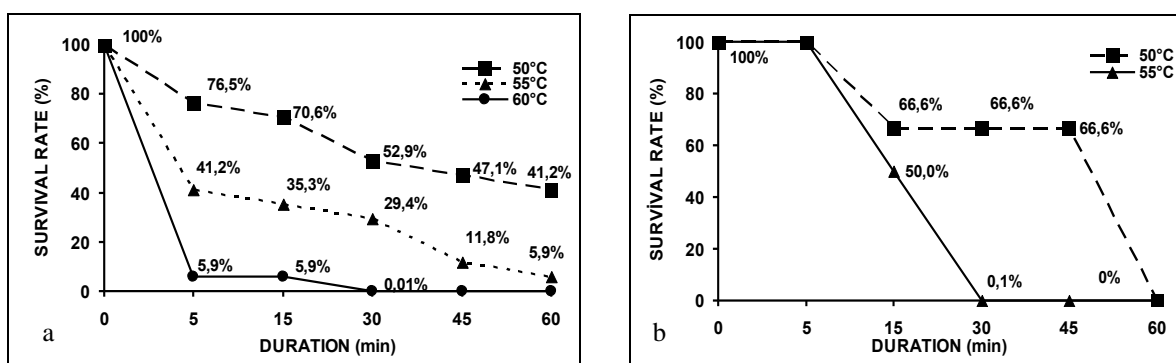 SURVIVAL RATE (%)
100
80
60
40
20
0
100%
76,5%
70,6%
52,9%
47,1%
41,2%
41,2%
35,3%
29,4%
11,8%
5,9%
5,9%
5,9%
0,01%
50°C
55°C
60°C
0 5 15 30 45 60
DURATION (min)
a
SURVİVAL RATE (%)
100
80
60
40
20
0
100%
66,6%
66,6%
66,6%
50,0%
0,1%
0%
50°C
55°C
0 5 15 30 45 60
DURATION (min)
b